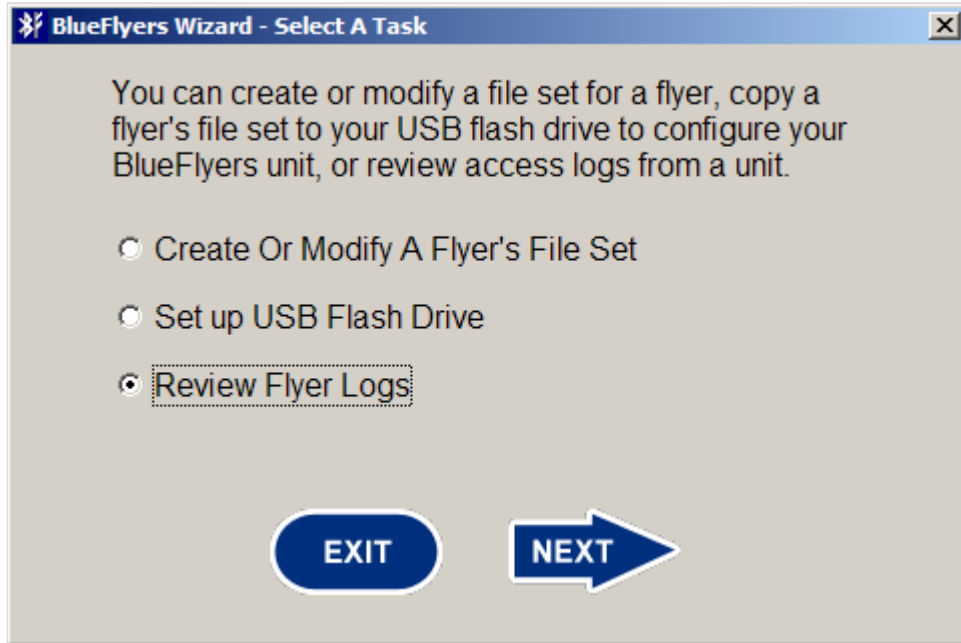 BlueFlyers Wizard - Select A Task
You can create or modify a file set for a flyer, copy a
flyer's file set to your USB flash drive to configure your
BlueFlyers unit, or review access logs from a unit.
Create Or Modify A Flyer's File Set
Set up USB Flash Drive
Review Flyer Logs
EXIT NEXT